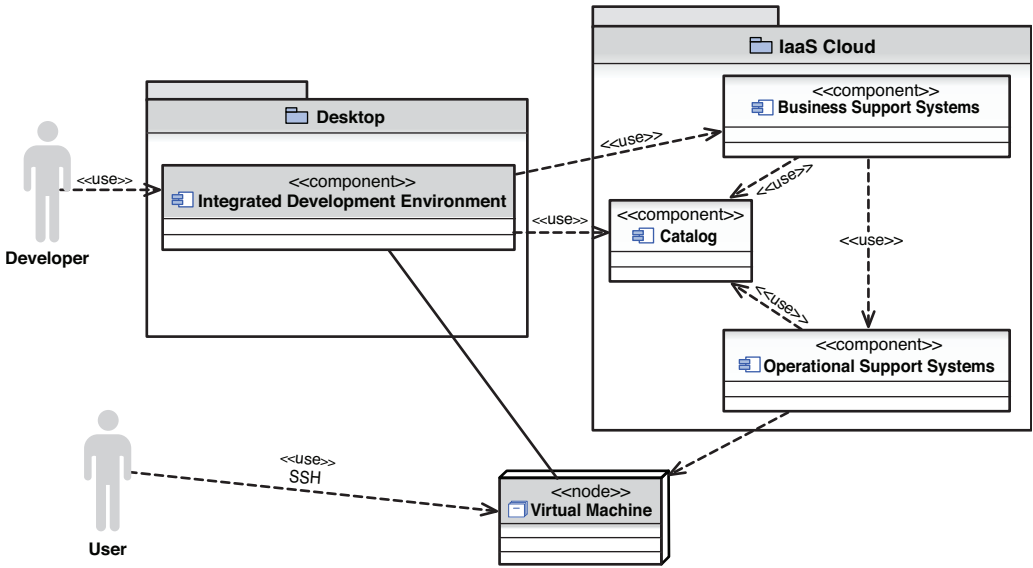 IaaS Cloud
<<component>>
Business Support Systems
Desktop
<<use>>
<<use>>
<<component>>
Integrated Development Environment
<<use>>
<<use>>
<<component>>
Catalog
<<use>>
Developer
<<use>>
<<component>>
Operational Support Systems
<<use>>
SSH
<<node>>
Virtual Machine
User